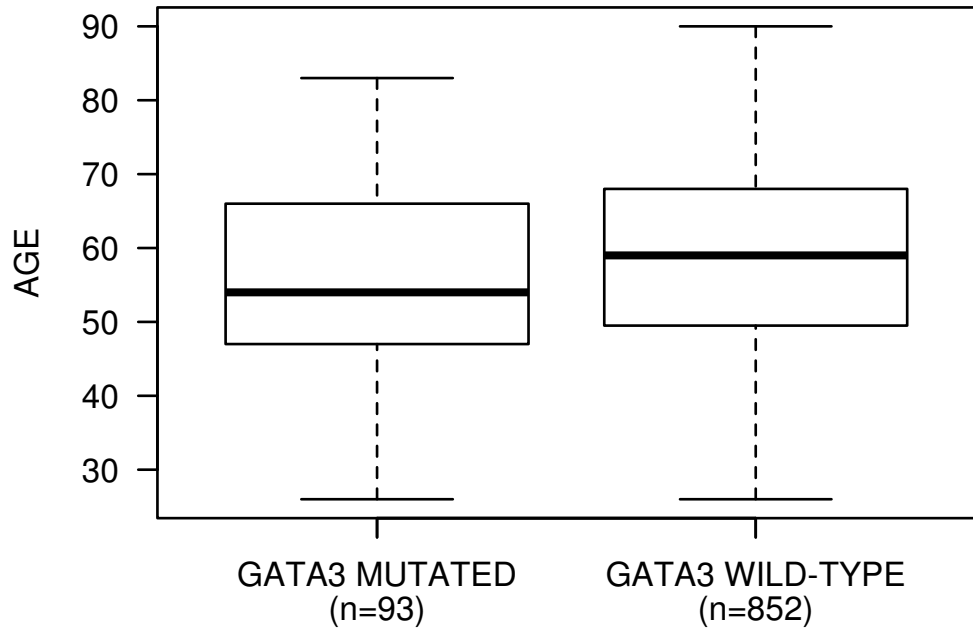 90
80
70
60
50
40
30
AGE
GATA3 MUTATED
(n=93)
GATA3 WILD-TYPE
(n=852)